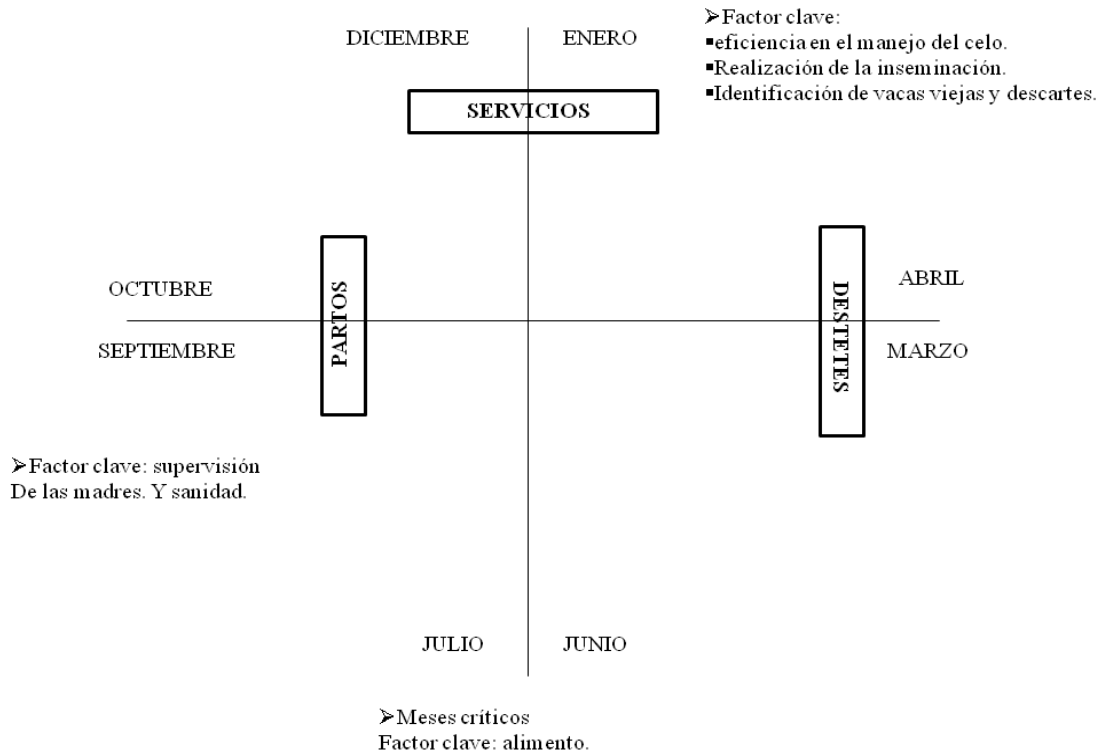 ➢Factor clave:
▪eficiencia en el manejo del celo.
▪Realización de la inseminación.
▪Identificación de vacas viejas y descartes.
DICIEMBRE
ENERO
SERVICIOS
OCTUBRE
SEPTIEMBRE
PARTOS
DESTETES
ABRIL
MARZO
➢Factor clave: supervisión
De las madres. Y sanidad.
JULIO
JUNIO
➢Meses críticos
Factor clave: alimento.